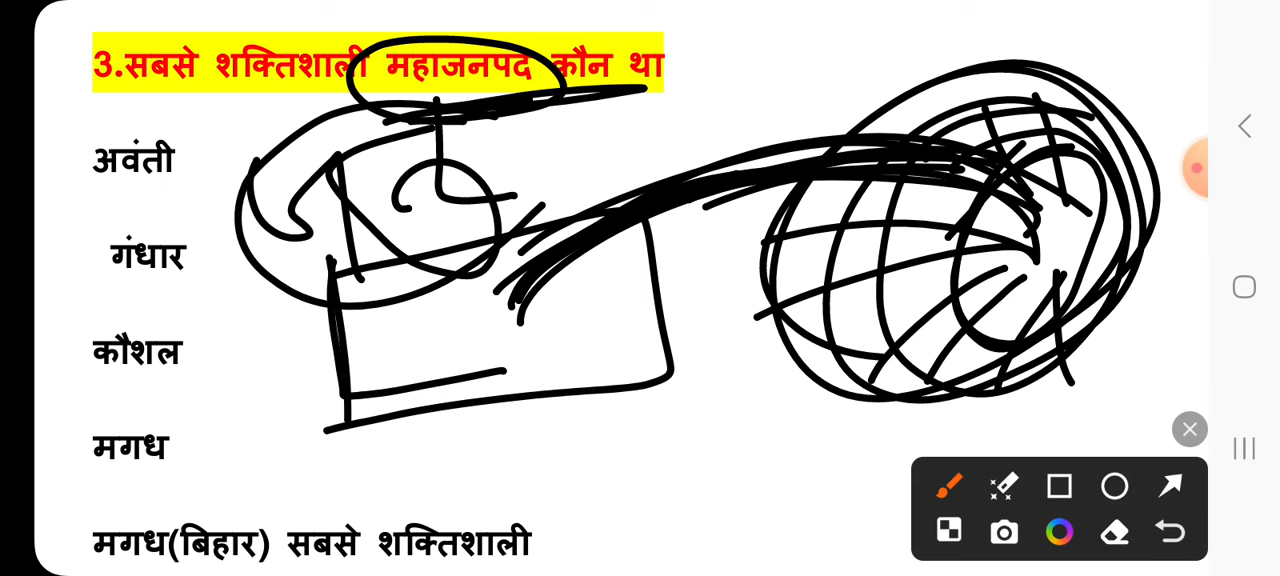 3.सबसे शक्तिशाली महाजनपद कौन था
अवंती
गंधार
कौशल
मगध
मगध(बिहार) सबसे शक्तिशाली